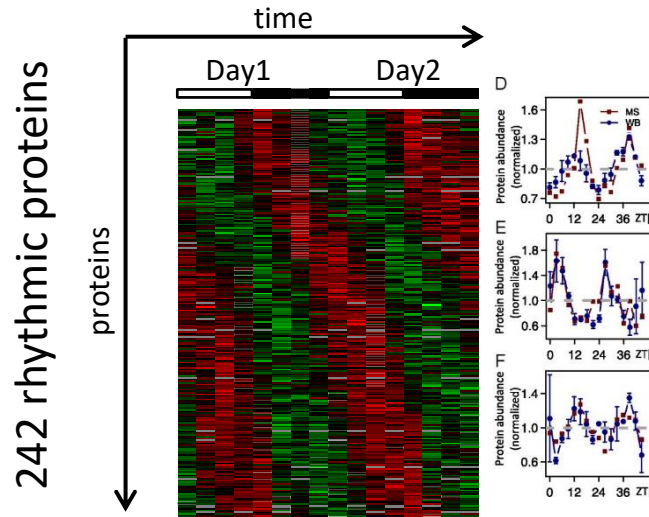 time
Day1 Day2
242 rhythmic proteins
proteins
D
Protein abundance
(normalized)
1.6
1.3
1.0
0.7
MS
WB
0 12 24 36 ZT
E
Protein abundance
(normalized)
1.8
1.4
1.0
0.6
0 12 24 36 ZT
F
Protein abundance
(normalized)
1.4
1.0
0.6
0 12 24 36 ZT